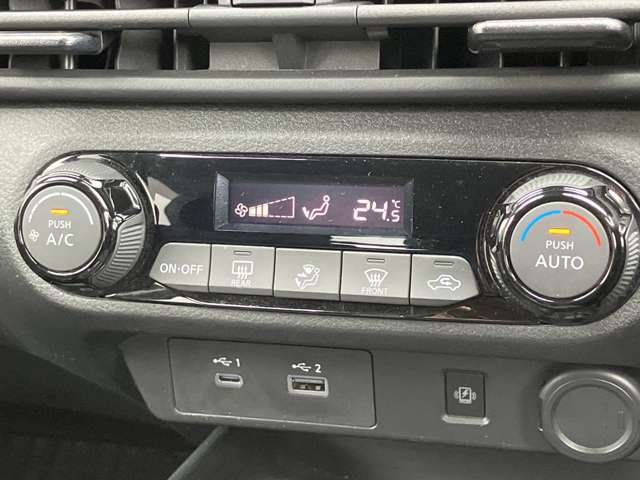 24.5 °C
PUSH
A/C
PUSH
AUTO
ON·OFF
REAR
FRONT
1
2